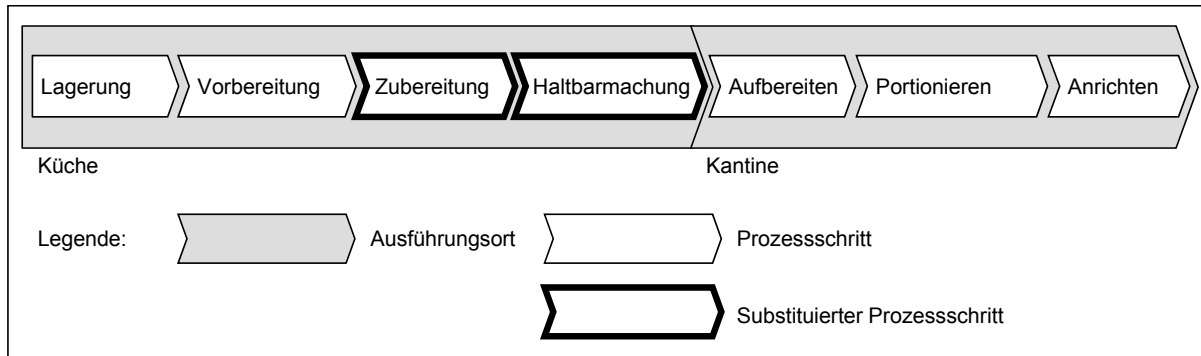 Lagerung Vorbereitung Zubereitung Haltbarmachung Aufbereiten Portionieren Anrichten
Küche Kantine
Legende: Ausführungsort Prozessschritt
Substituierter Prozessschritt